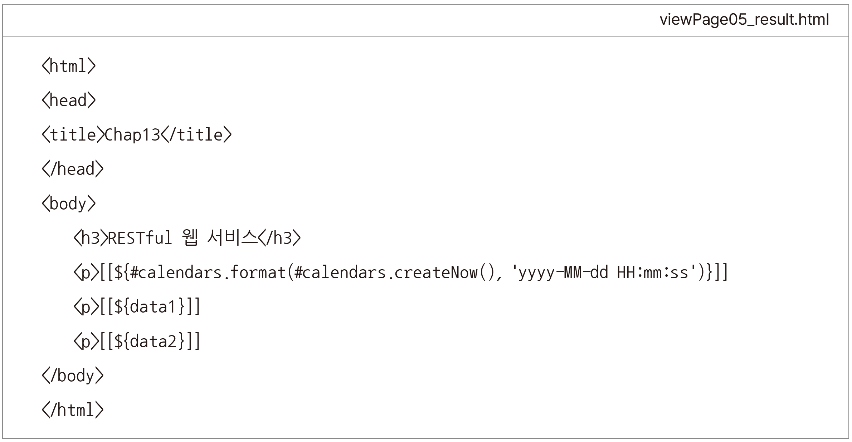 viewPage05_result.html
<html>
<head>
<title>Chap13</title>
</head>
<body>
<h3>RESTful 웹 서비스</h3>
<p>[[${#calendars.format(#calendars.createNow(), 'yyyy-MM-dd HH:mm:ss')}]]
<p>[[${data1}]]
<p>[[${data2}]]
</body>
</html>